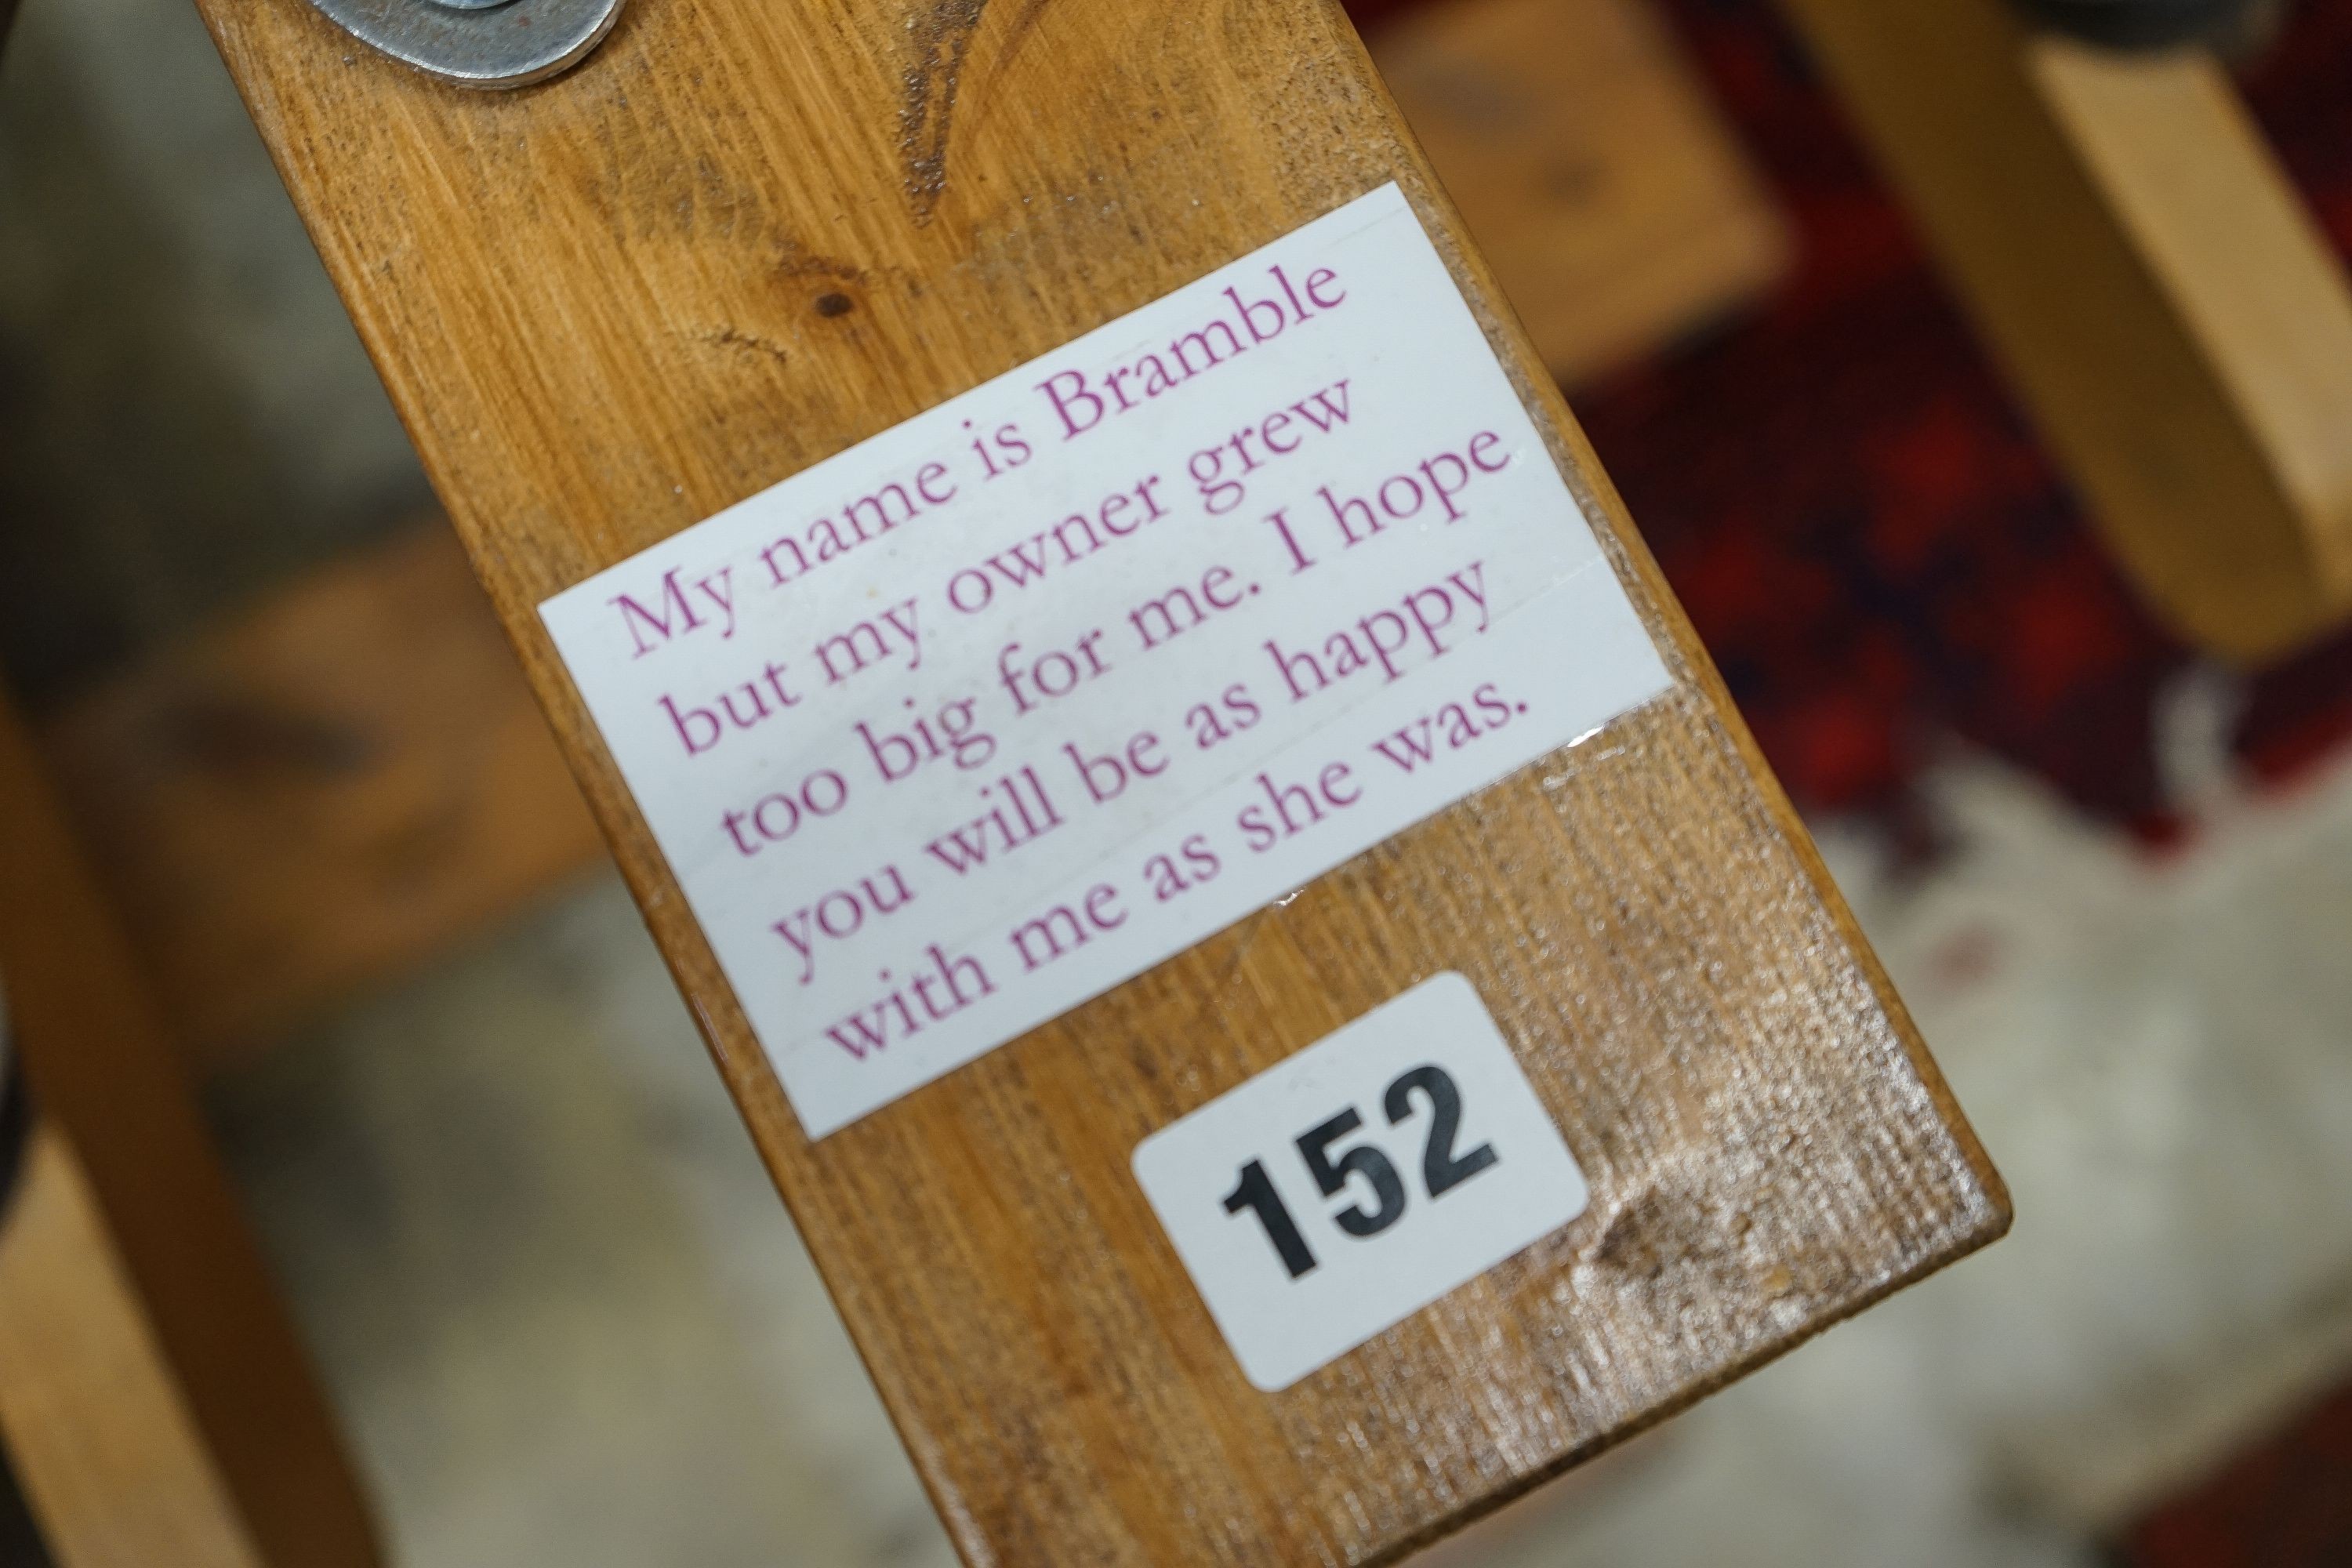 My name is Bramble
but my owner grew
too big for me. I hope
you will be as happy
with me as she was.
152